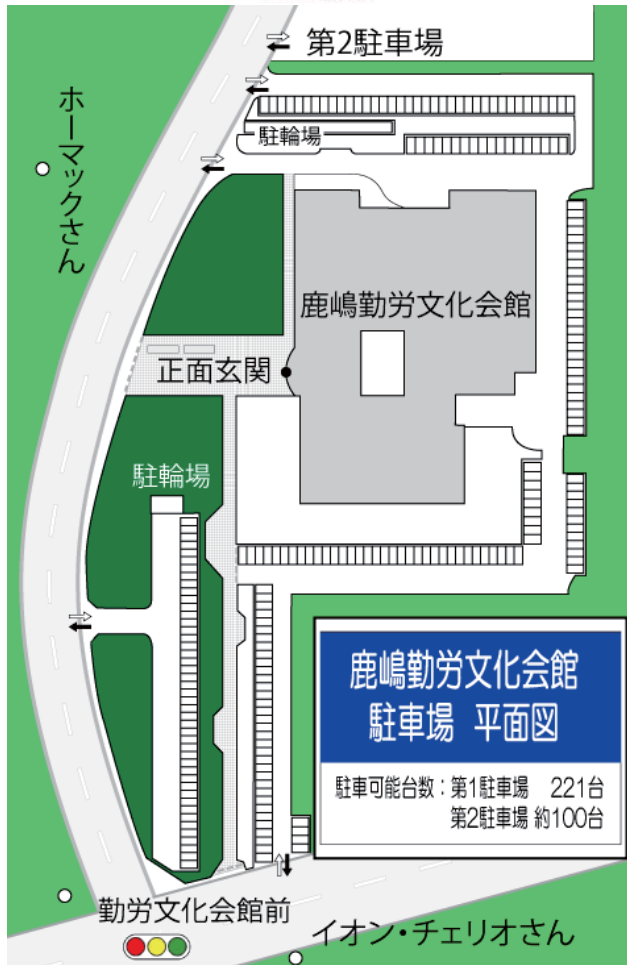 第2駐車場
ホーマックさん
駐輪場
鹿嶋勤労文化会館
正面玄関
駐輪場
鹿嶋勤労文化会館
駐車場 平面図
駐車可能台数：第1駐車場 221台
第2駐車場 約100台
勤労文化会館前
イオン・チェリオさん